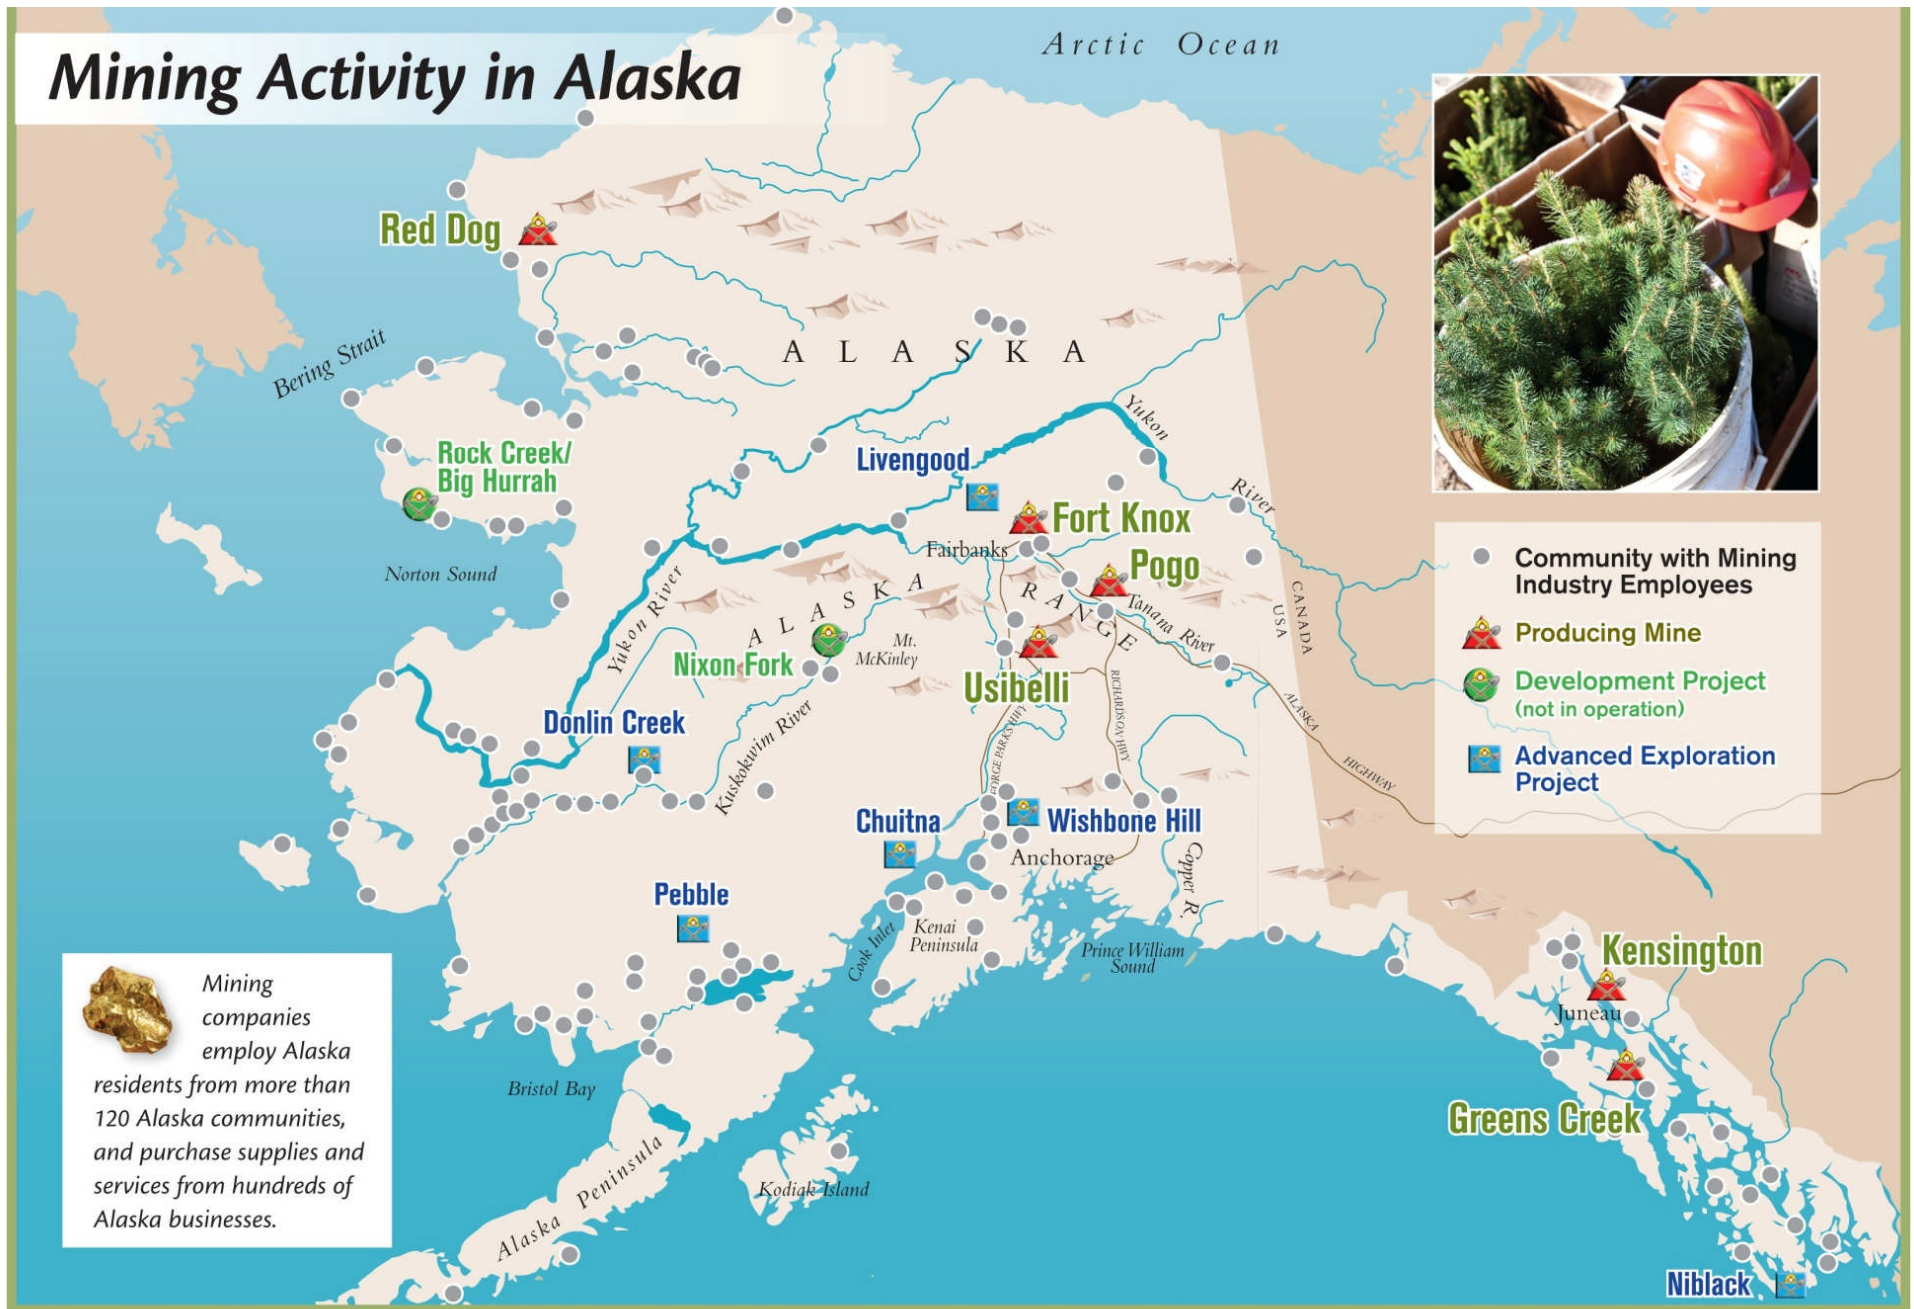 Mining Activity in Alaska
Arctic Ocean
Red Dog
Bering Strait
ALASKA
Yukon
River
Rock Creek/
Big Hurrah
Livengood
Fort Knox
Fairbanks
Pogo
Norton Sound
Yukon River
ALASKA
RANGE
Tanana River
CANADA
USA
Mt.
McKinley
Nixon Fork
Usibelli
RICHARDSON HWY
ALASKA
HIGHWAY
Donlin Creek
Kuskokwim River
ORGE PARKS HWY
Chuitna
Wishbone Hill
Anchorage
Copper R.
Pebble
Cook Inlet
Kenai
Peninsula
Prince William
Sound
Kensington
Juneau
Greens Creek
Bristol Bay
Alaska Peninsula
Kodiak Island
Niblack
Community with Mining
Industry Employees
Producing Mine
Development Project
(not in operation)
Advanced Exploration
Project
Mining
companies
employ Alaska
residents from more than
120 Alaska communities,
and purchase supplies and
services from hundreds of
Alaska businesses.